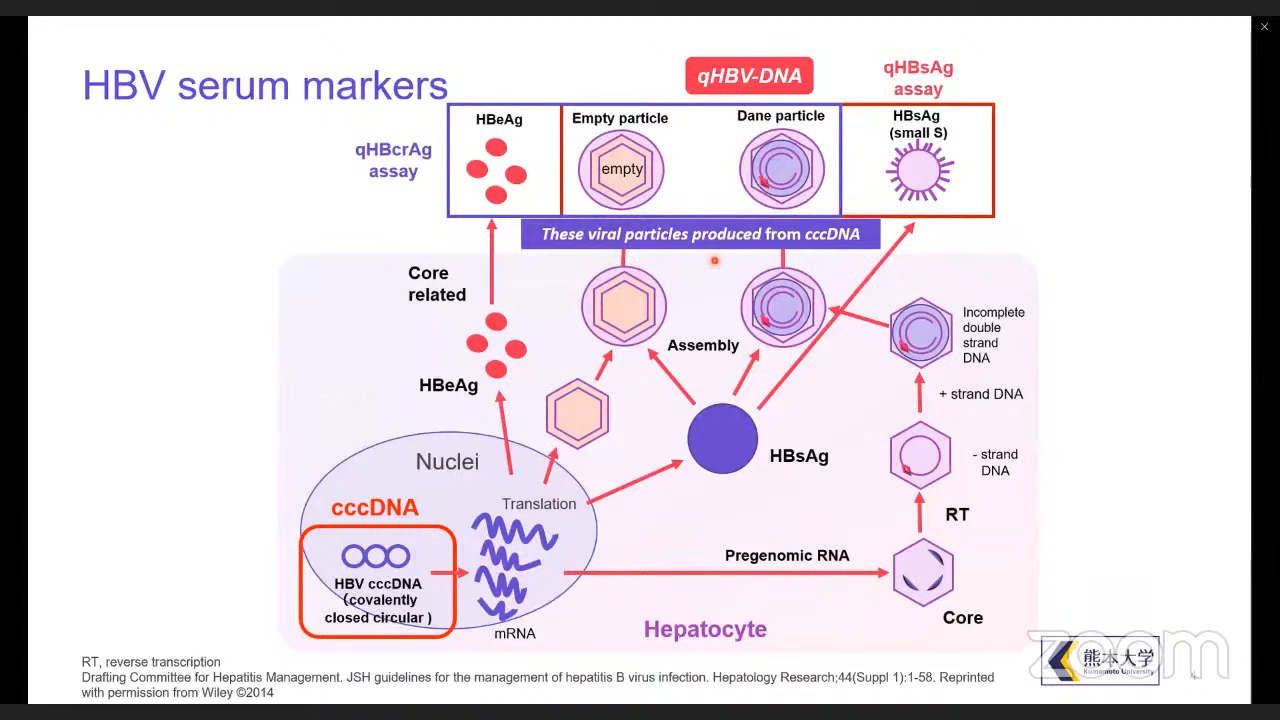 HBV serum markers
qHBV-DNA
qHBsAg
assay
qHBcrAg
assay
HBeAg
Empty particle
empty
Dane particle
HBsAg
(small S)
These viral particles produced from cccDNA
Core
related
HBeAg
Assembly
Incomplete
double
strand
DNA
+ strand DNA
- strand
DNA
HBsAg
RT
Nuclei
Translation
cccDNA
HBV cccDNA
(covalently
closed circular )
mRNA
Pregenomic RNA
Core
Hepatocyte
zoom
熊本大学
Kumamoto University
4
RT, reverse transcription
Drafting Committee for Hepatitis Management. JSH guidelines for the management of hepatitis B virus infection. Hepatology Research;44(Suppl 1):1-58. Reprinted
with permission from Wiley ©2014